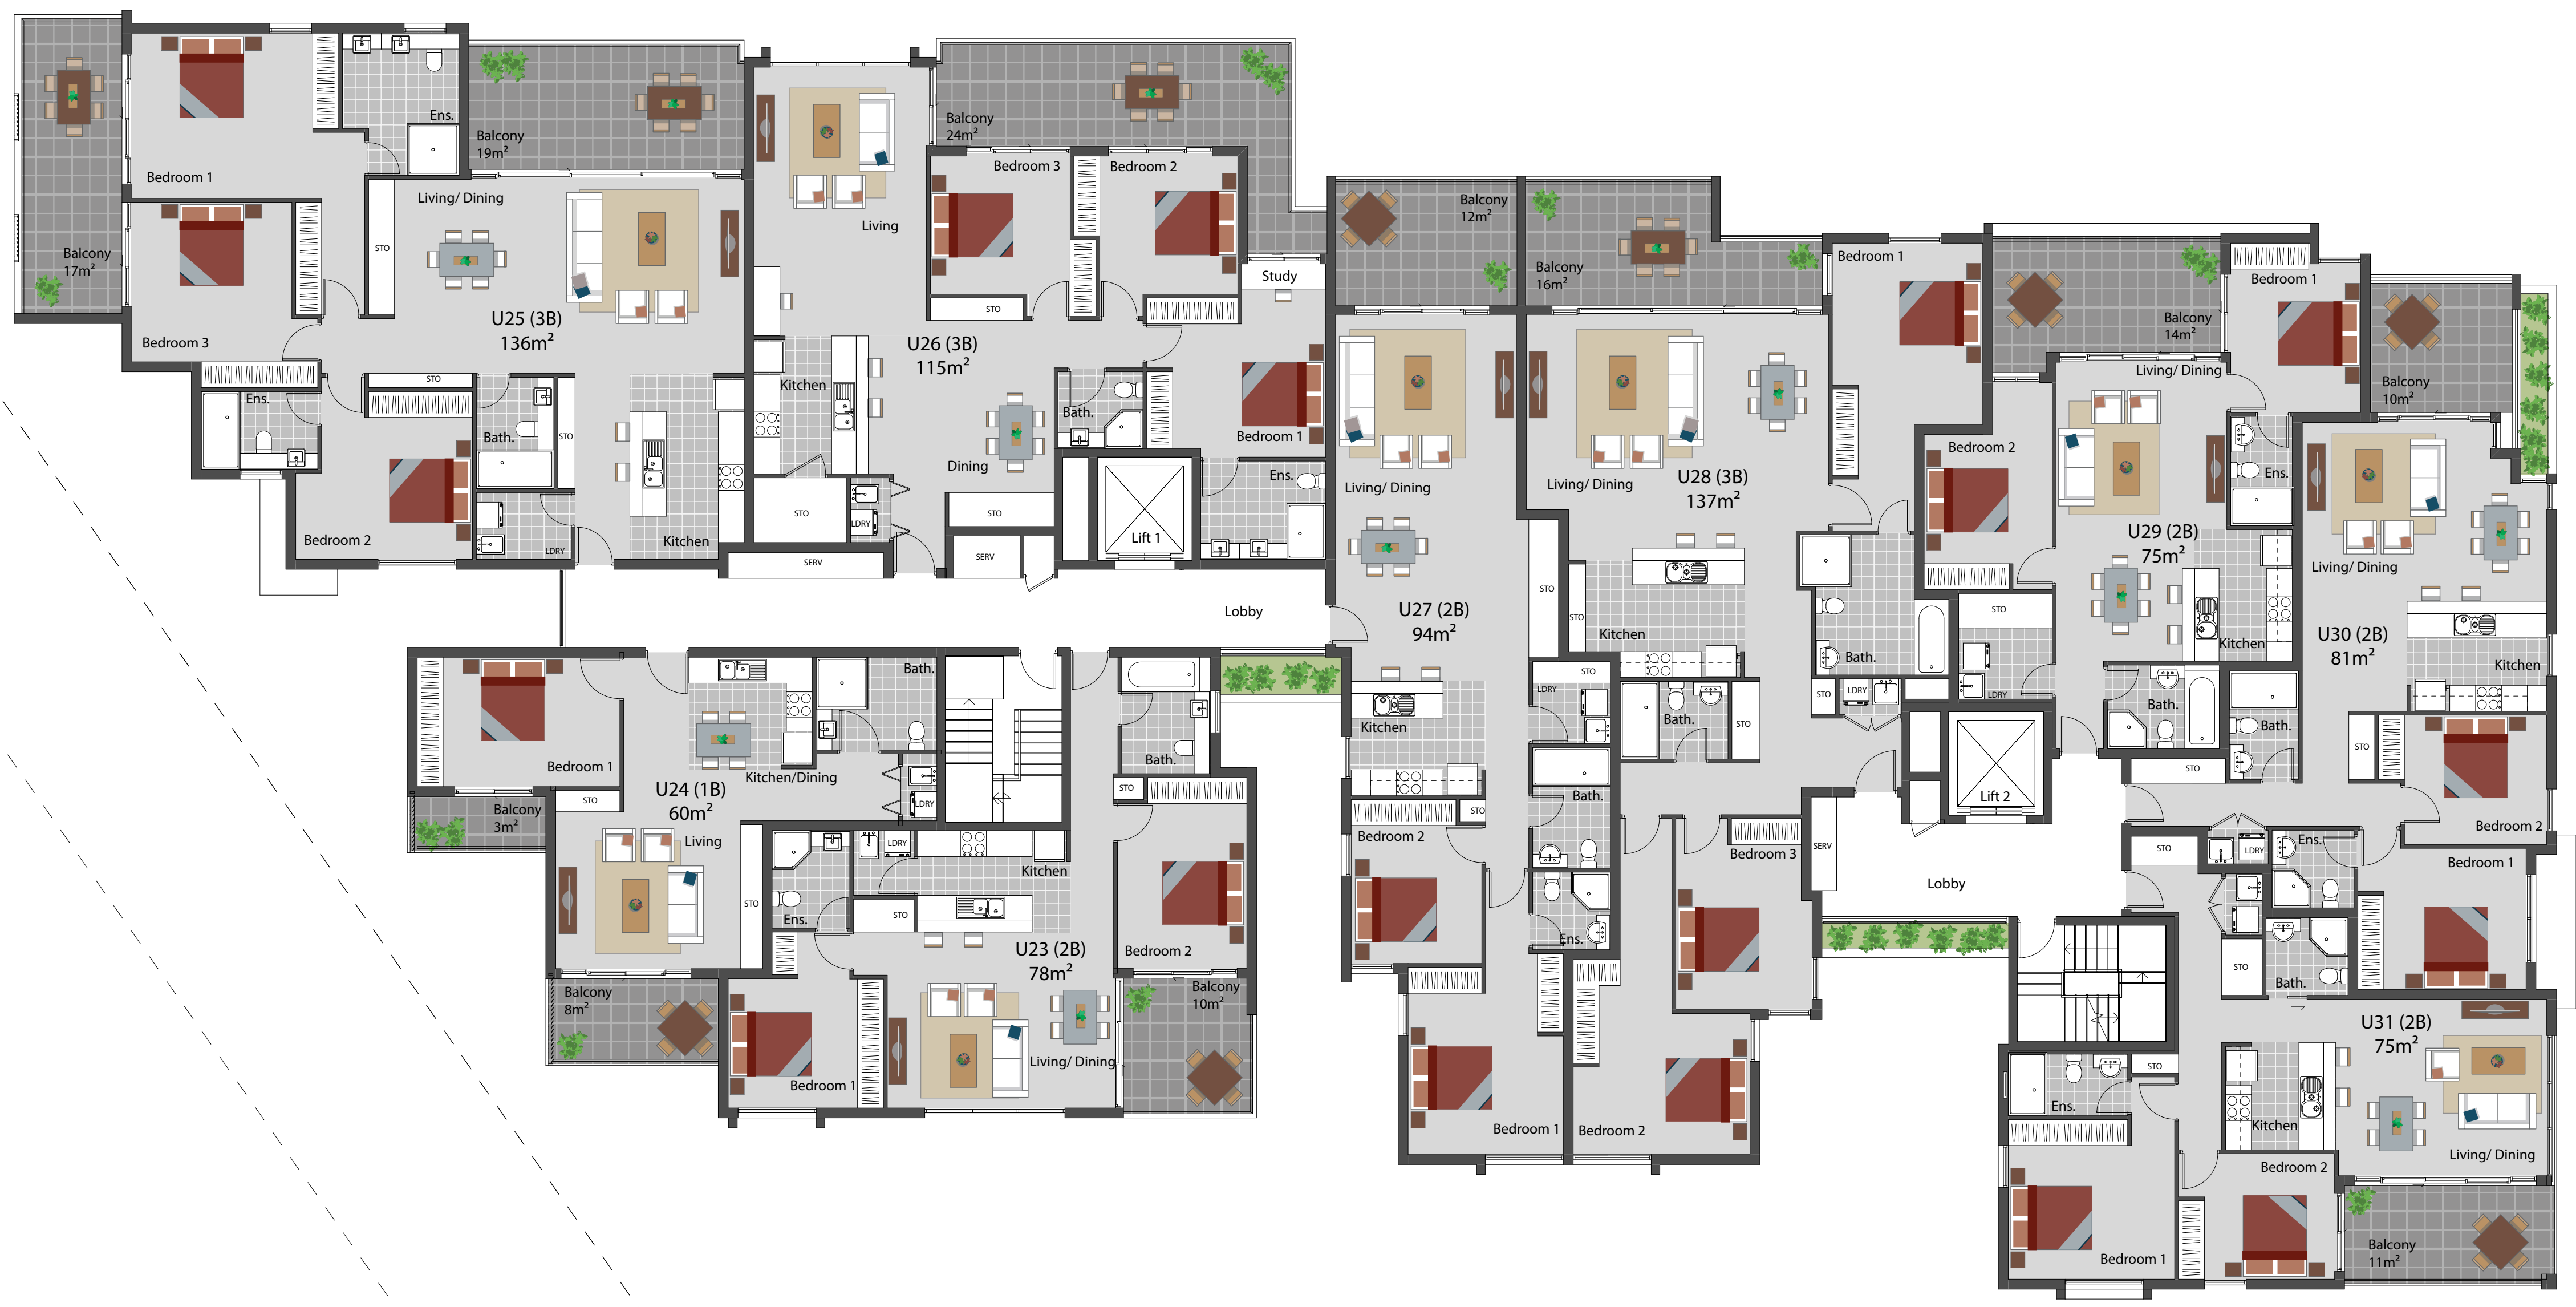 Bedroom 1
Ens.
Balcony
17m²
Bedroom 3
Balcony
19m²
Living/ Dining
STO
U25 (3B)
136m²
STO
Ens.
Bath.
STO
Bedroom 2
LDRY
Kitchen
Living
Balcony
24m²
Bedroom 3
Bedroom 2
Study
STO
U26 (3B)
115m²
Kitchen
Bath.
Bedroom 1
Dining
Ens.
STO
LDRY
STO
Lift 1
SERV
SERV
Lobby
Balcony
12m²
Living/ Dining
U27 (2B)
94m²
STO
STO
LDRY
Kitchen
Bath.
STO
Bedroom 2
Ens.
Bedroom 1
Balcony
16m²
Bedroom 1
Living/ Dining
U28 (3B)
137m²
STO
Kitchen
Bath.
Bath.
STO
STO
LDRY
Bedroom 3
Bedroom 2
Balcony
14m²
Bedroom 1
Living/ Dining
Bedroom 2
Ens.
U29 (2B)
75m²
STO
Kitchen
LDRY
Bath.
Balcony
10m²
Living/ Dining
U30 (2B)
81m²
Kitchen
Bath.
STO
STO
Bedroom 2
LDRY
Ens.
Bedroom 1
Lift 2
SERV
Lobby
STO
STO
Bath.
U31 (2B)
75m²
STO
Ens.
Kitchen
Living/ Dining
Bedroom 2
Bedroom 1
Balcony
11m²
Bedroom 1
Bath.
Kitchen/Dining
U24 (1B)
60m²
LDRY
STO
Balcony
3m²
Living
STO
Balcony
8m²
Bath.
STO
LDRY
Kitchen
Ens.
STO
U23 (2B)
78m²
Bedroom 2
Balcony
10m²
Living/ Dining
Bedroom 1